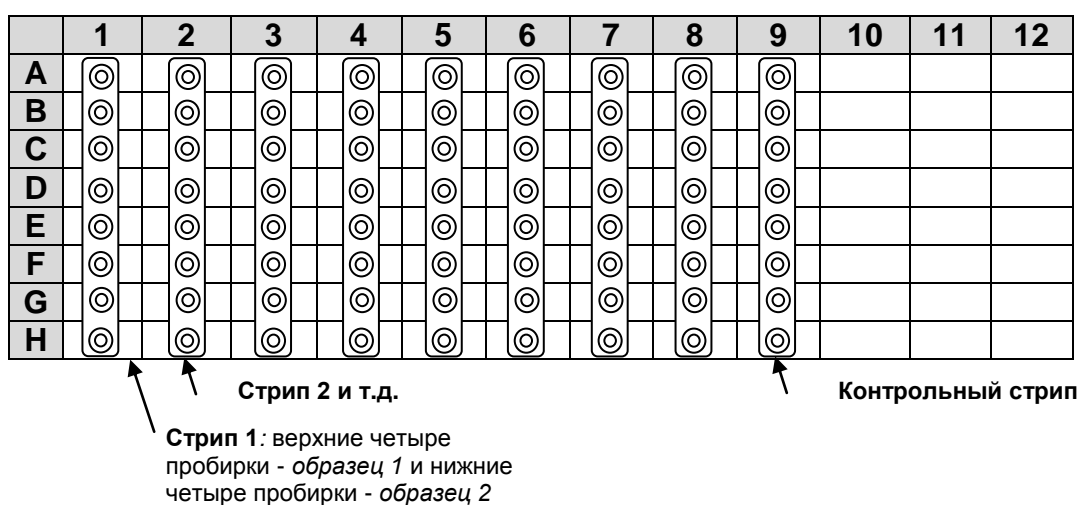 1 2 3 4 5 6 7 8 9 10 11 12
A
B
C
D
E
F
G
H
Стрип 2 и т.д.
Контрольный стрип
Стрип 1: верхние четыре
пробирки - образец 1 и нижние
четыре пробирки - образец 2